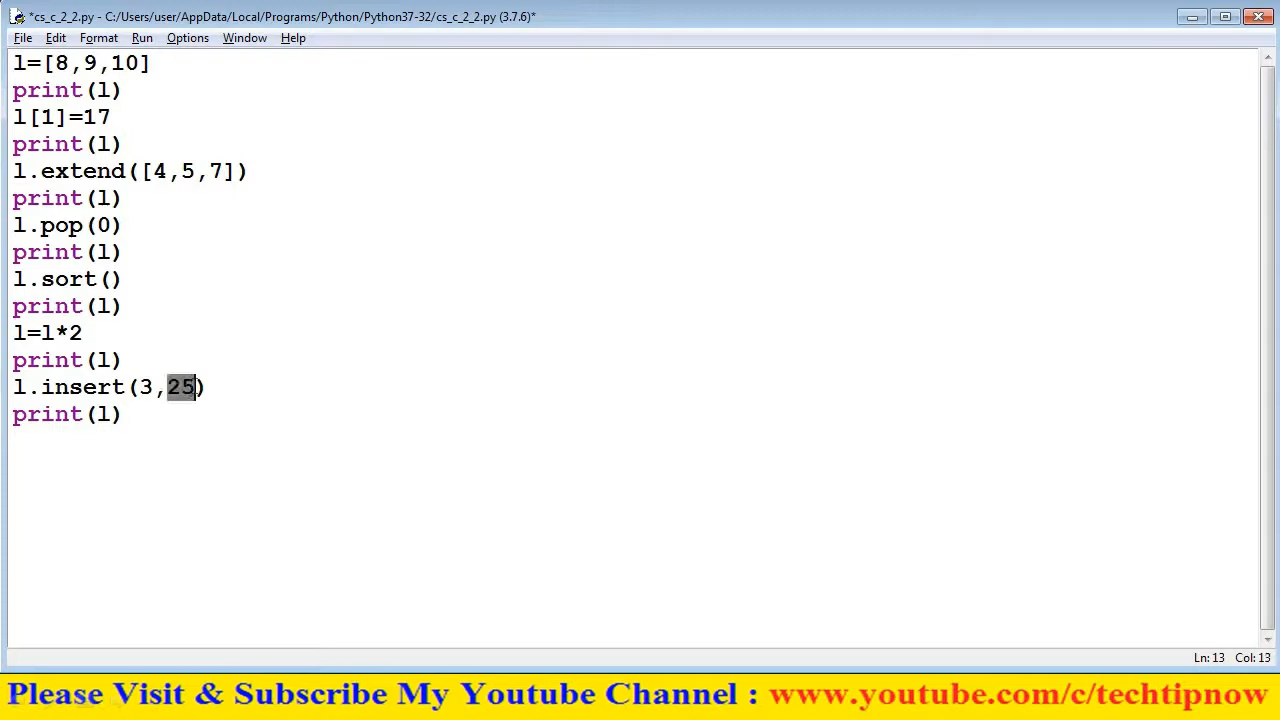 *cs_c_2_2.py - C:/Users/user/AppData/Local/Programs/Python/Python37-32/cs_c_2_2.py (3.7.6)*
File Edit Format Run Options Window Help
l=[8,9,10]
print(l)
l[1]=17
print(l)
l.extend([4,5,7])
print(l)
l.pop(0)
print(l)
l.sort()
print(l)
l=l*2
print(l)
l.insert(3,25)
print(l)
Ln: 13 Col: 13
Please Visit & Subscribe My Youtube Channel : www.youtube.com/c/techtipnow